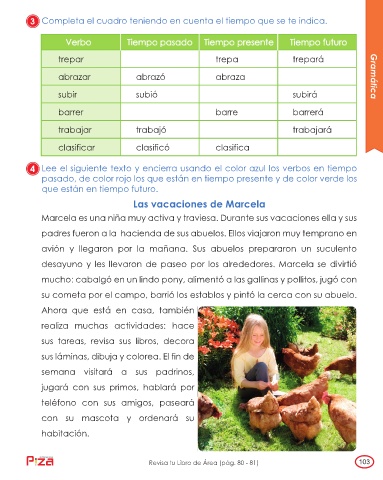 3 Completa el cuadro teniendo en cuenta el tiempo que se te indica.
Verbo Tiempo pasado Tiempo presente Tiempo futuro
trepar trepa trepará
abrazar abrazó abraza
subir subió subirá
barrer barre barrerá
trabajar trabajó trabajará
clasificar clasificó clasifica
Gramática
4 Lee el siguiente texto y encierra usando el color azul los verbos en tiempo
pasado, de color rojo los que están en tiempo presente y de color verde los
que están en tiempo futuro.
Las vacaciones de Marcela
Marcela es una niña muy activa y traviesa. Durante sus vacaciones ella y sus
padres fueron a la hacienda de sus abuelos. Ellos viajaron muy temprano en
avión y llegaron por la mañana. Sus abuelos prepararon un suculento
desayuno y les llevaron de paseo por los alrededores. Marcela se divirtió
mucho: cabalgó en un lindo pony, alimentó a las gallinas y pollitos, jugó con
su cometa por el campo, barrió los establos y pintó la cerca con su abuelo.
Ahora que está en casa, también
realiza muchas actividades: hace
sus tareas, revisa sus libros, decora
sus láminas, dibuja y colorea. El fin de
semana visitará a sus padrinos,
jugará con sus primos, hablará por
teléfono con sus amigos, paseará
con su mascota y ordenará su
habitación.
Revisa tu Libro de Área (pág. 80 - 81)
103